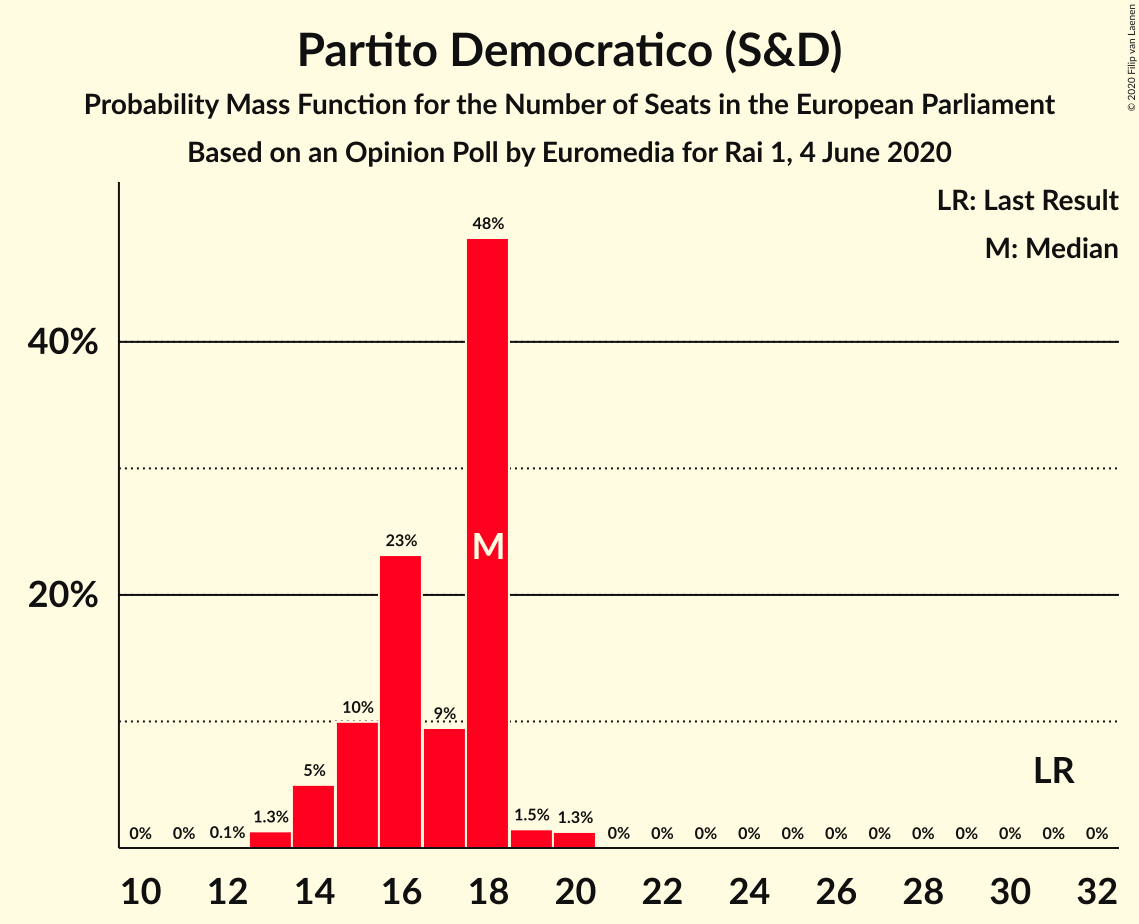 Partito Democratico (S&D)
Probability Mass Function for the Number of Seats in the European Parliament
Based on an Opinion Poll by Euromedia for Rai 1, 4 June 2020
© 2020 Filip van Laenen
LR: Last Result
M: Median
40%
20%
0% 0% 0.1% 1.3% 5% 10% 23% 9% 48% 1.5% 1.3% 0% 0% 0% 0% 0% 0% 0% 0% 0% 0% 0% 0%
M
LR
10 12 14 16 18 20 22 24 26 28 30 32